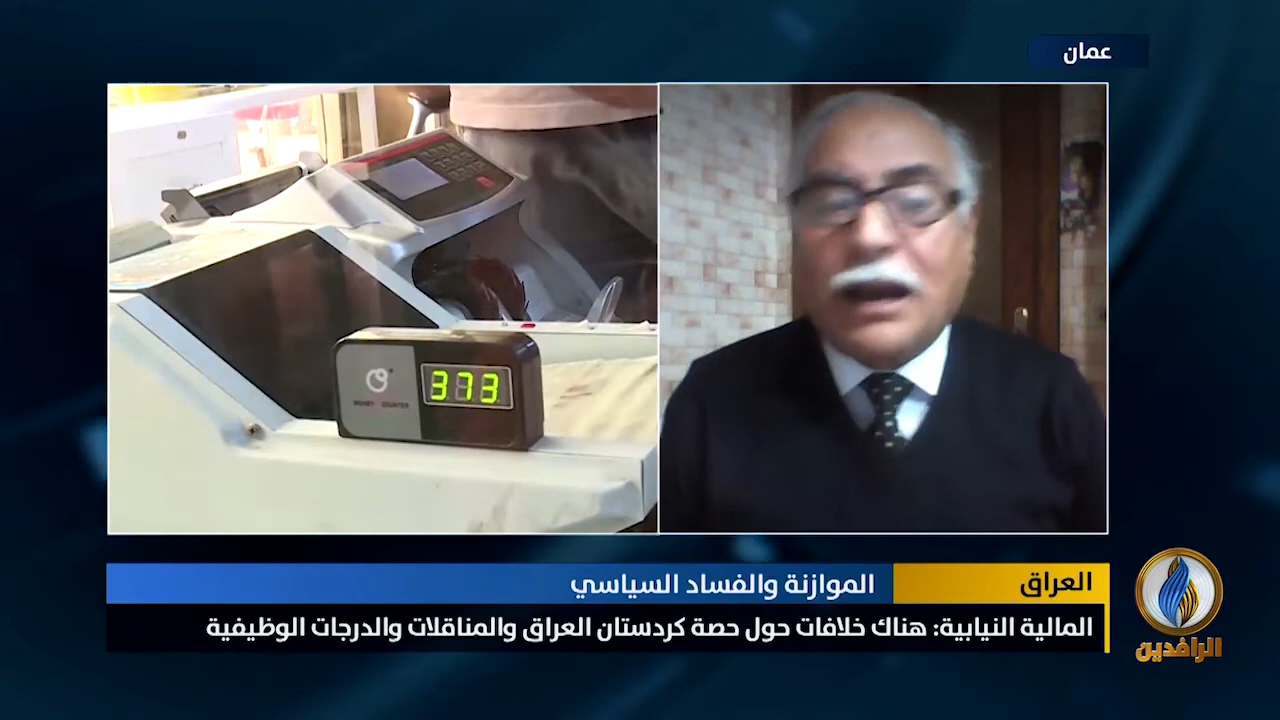 عمان
373
MONEY COUNTER
العراق
الموازنة والفساد السياسي
المالية النيابية: هناك خلافات حول حصة كردستان العراق والمناقلات والدرجات الوظيفية
الرافدين